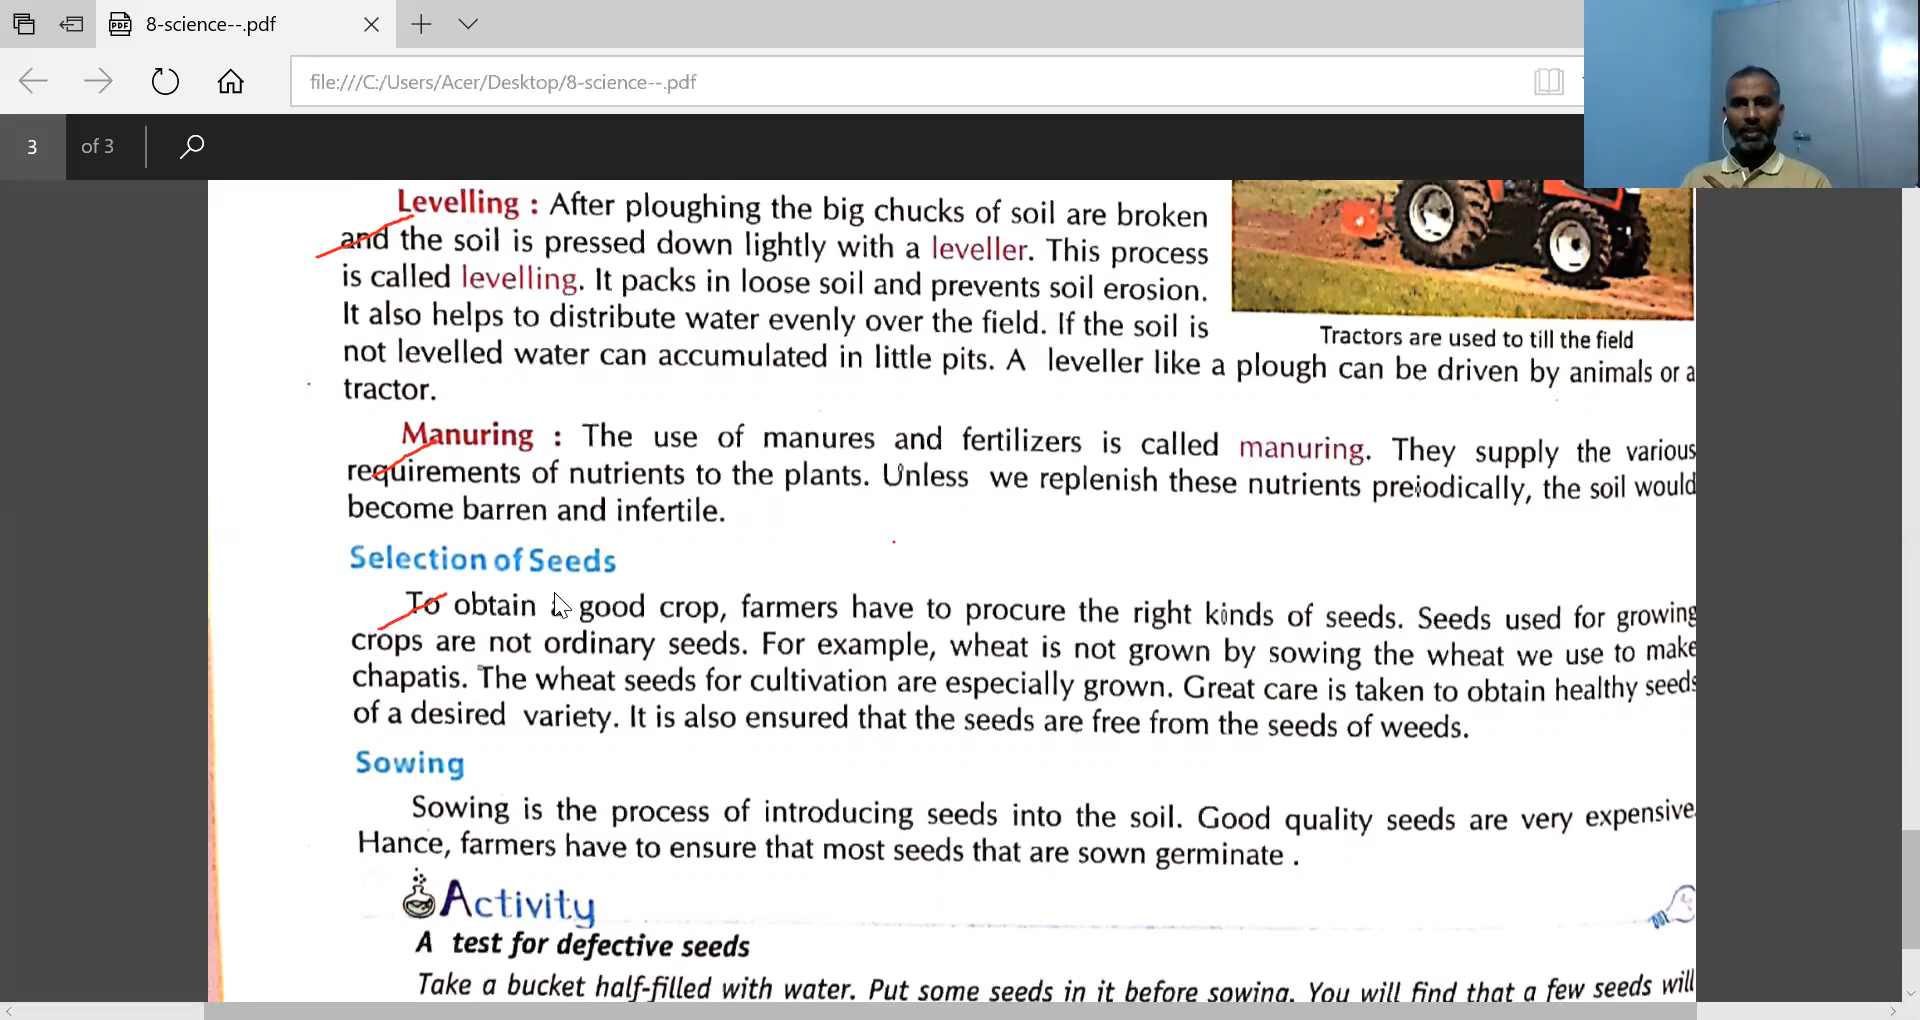 8-science--.pdf
file:///C:/Users/Acer/Desktop/8-science--.pdf
3 of 3
Levelling : After ploughing the big chucks of soil are broken
and the soil is pressed down lightly with a leveller. This process
is called levelling. It packs in loose soil and prevents soil erosion.
It also helps to distribute water evenly over the field. If the soil is
not levelled water can accumulated in little pits. A leveller like a plough can be driven by animals or a
tractor.
Tractors are used to till the field
Manuring : The use of manures and fertilizers is called manuring. They supply the various
requirements of nutrients to the plants. Unless we replenish these nutrients preiodically, the soil would
become barren and infertile.
Selection of Seeds
To obtain a good crop, farmers have to procure the right kinds of seeds. Seeds used for growing
crops are not ordinary seeds. For example, wheat is not grown by sowing the wheat we use to make
chapatis. The wheat seeds for cultivation are especially grown. Great care is taken to obtain healthy seeds
of a desired variety. It is also ensured that the seeds are free from the seeds of weeds.
Sowing
Sowing is the process of introducing seeds into the soil. Good quality seeds are very expensive.
Hance, farmers have to ensure that most seeds that are sown germinate .
Activity
A test for defective seeds
Take a bucket half-filled with water. Put some seeds in it before sowing. You will find that a few seeds will